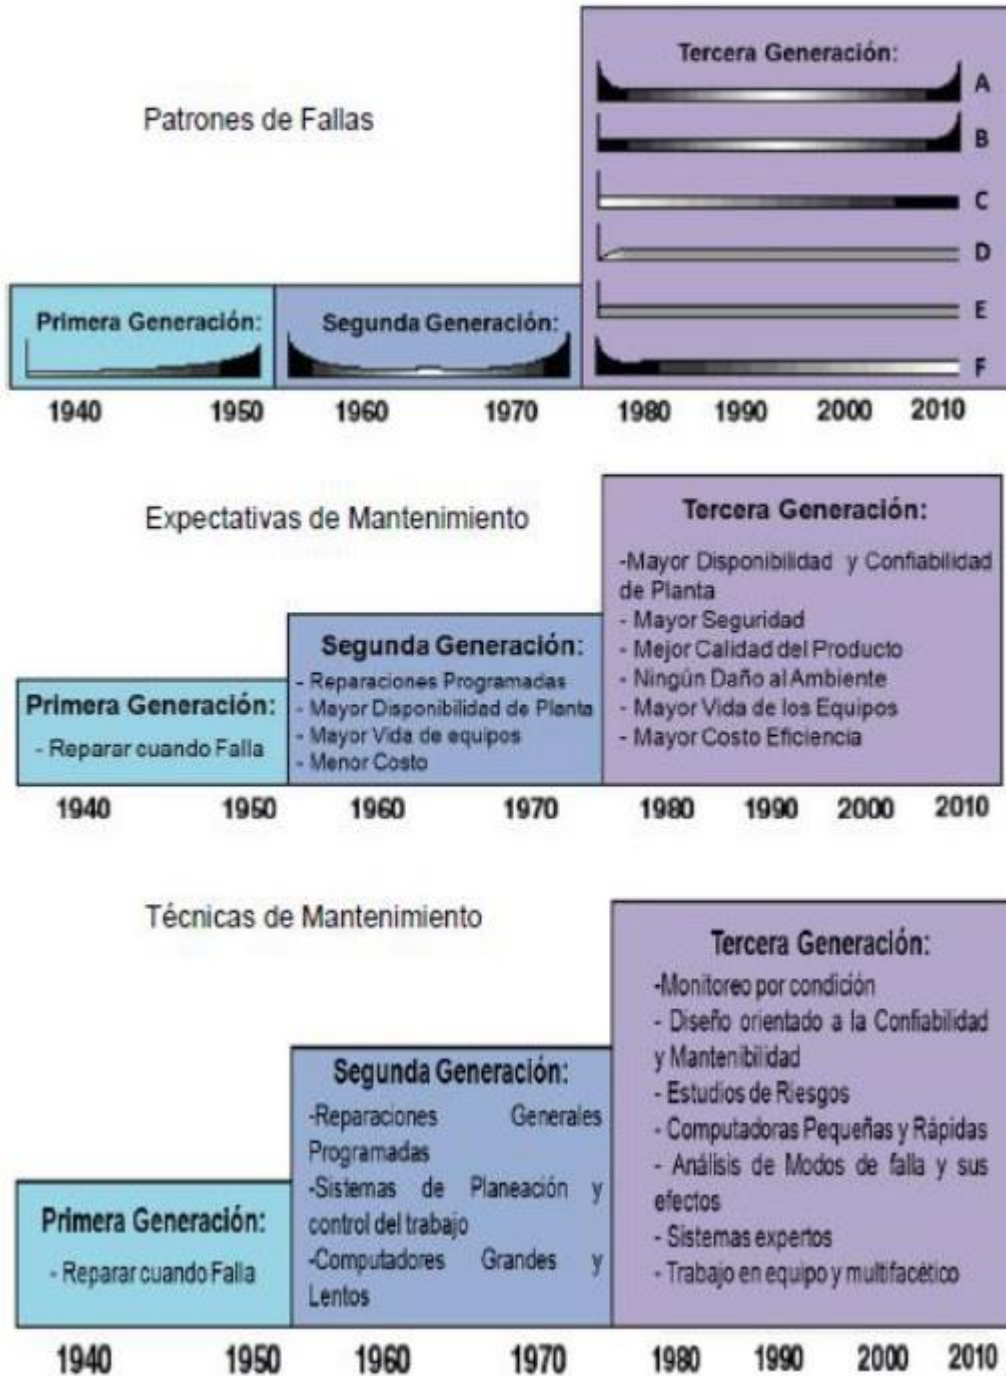 Patrones de Fallas
Tercera Generación:
A
B
C
D
E
F
Primera Generación:
Segunda Generación:
1940 1950 1960 1970 1980 1990 2000 2010
Expectativas de Mantenimiento
Primera Generación:
- Reparar cuando Falla
Segunda Generación:
- Reparaciones Programadas
- Mayor Disponibilidad de Planta
- Mayor Vida de equipos
- Menor Costo
Tercera Generación:
-Mayor Disponibilidad y Confiabilidad
de Planta
- Mayor Seguridad
- Mejor Calidad del Producto
- Ningún Daño al Ambiente
- Mayor Vida de los Equipos
- Mayor Costo Eficiencia
1940 1950 1960 1970 1980 1990 2000 2010
Técnicas de Mantenimiento
Primera Generación:
- Reparar cuando Falla
Segunda Generación:
-Reparaciones Generales
Programadas
-Sistemas de Planeación y
control del trabajo
-Computadores Grandes y
Lentos
Tercera Generación:
-Monitoreo por condición
- Diseño orientado a la Confiabilidad
y Mantenibilidad
- Estudios de Riesgos
- Computadoras Pequeñas y Rápidas
- Análisis de Modos de falla y sus
efectos
- Sistemas expertos
- Trabajo en equipo y multifacético
1940 1950 1960 1970 1980 1990 2000 2010